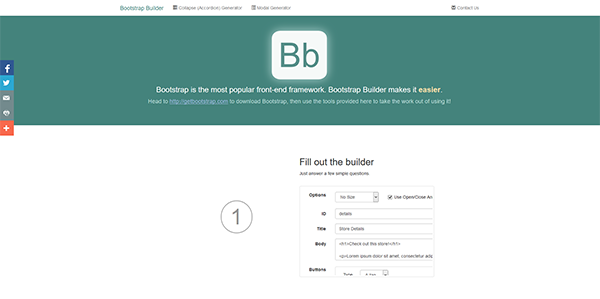 Bootstrap Builder Collapse (Accordion) Generator Modal Generator Contact Us
Bb
Bootstrap is the most popular front-end framework. Bootstrap Builder makes it easier.
Head to http://getbootstrap.com to download Bootstrap, then use the tools provided here to take the work out of using it!
Fill out the builder
Just answer a few simple questions.
1
Options No Size Use Open/Close An
ID details
Title Store Details
Body <h1>Check out this store!</h1>
<p>Lorem ipsum dolor sit amet, consectetur adip
Buttons Type